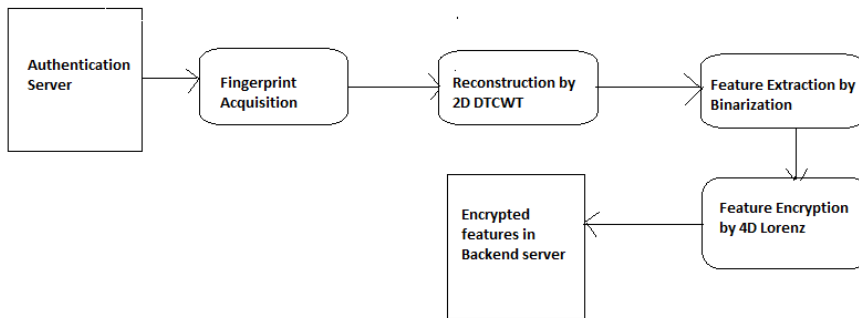 Authentication
Server
Fingerprint
Acquisition
Reconstruction by
2D DTCWT
Feature Extraction by
Binarization
Feature Encryption
by 4D Lorenz
Encrypted
features in
Backend server